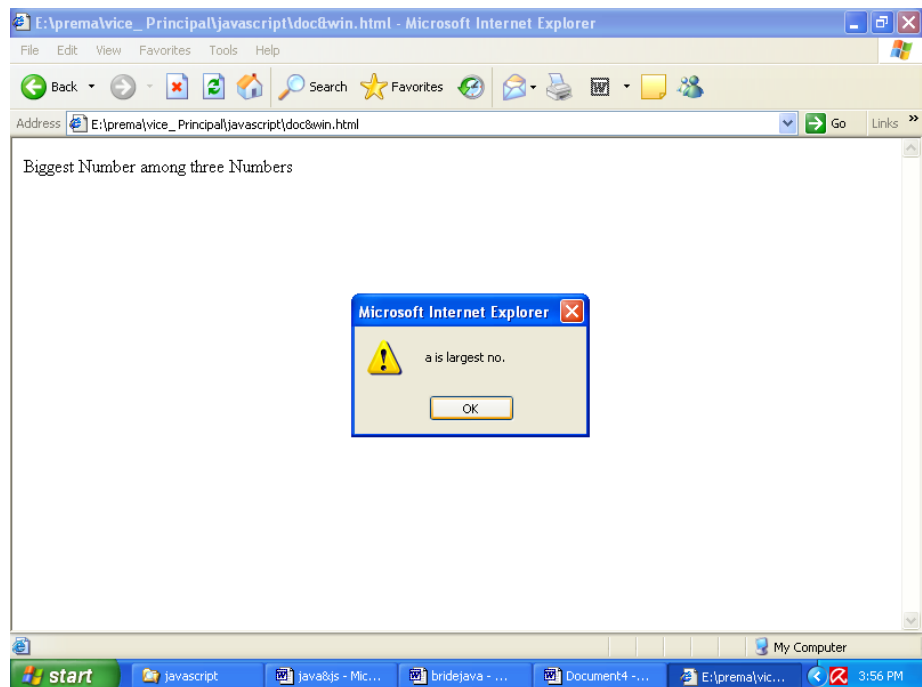 E:\prema\vice_ Principal\javascript\doc&win.html - Microsoft Internet Explorer
File Edit View Favorites Tools Help
Back Search Favorites
Address E:\prema\vice_ Principal\javascript\doc&win.html Go Links »
Biggest Number among three Numbers
Microsoft Internet Explorer
a is largest no.
OK
My Computer
start javascript java&js - Mic... bridejava - ... Document4 -... E:\prema\vic... 3:56 PM